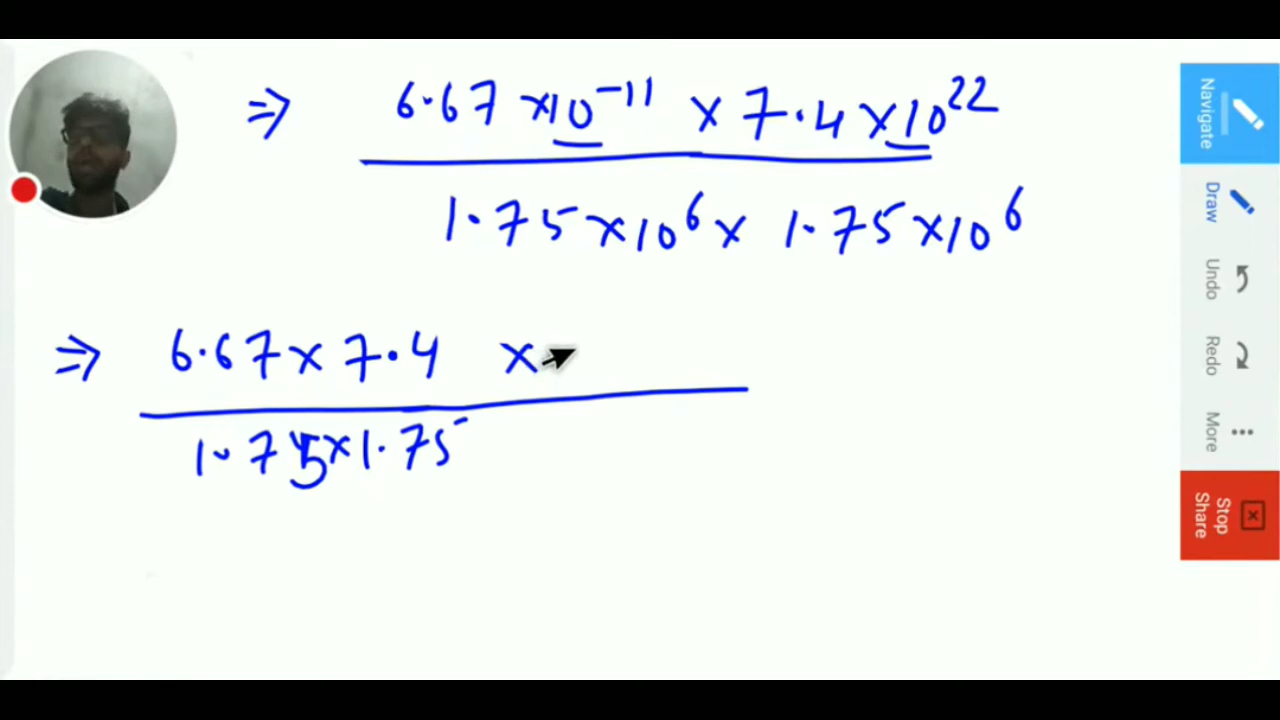 ⇒ 6.67 ×10⁻¹¹ × 7.4 ×10²²
1.75 ×10⁶ × 1.75 ×10⁶
⇒ 6.67 × 7.4 ×
1.75 × 1.75
Navigate
Draw
Undo
Redo
More
Stop
Share